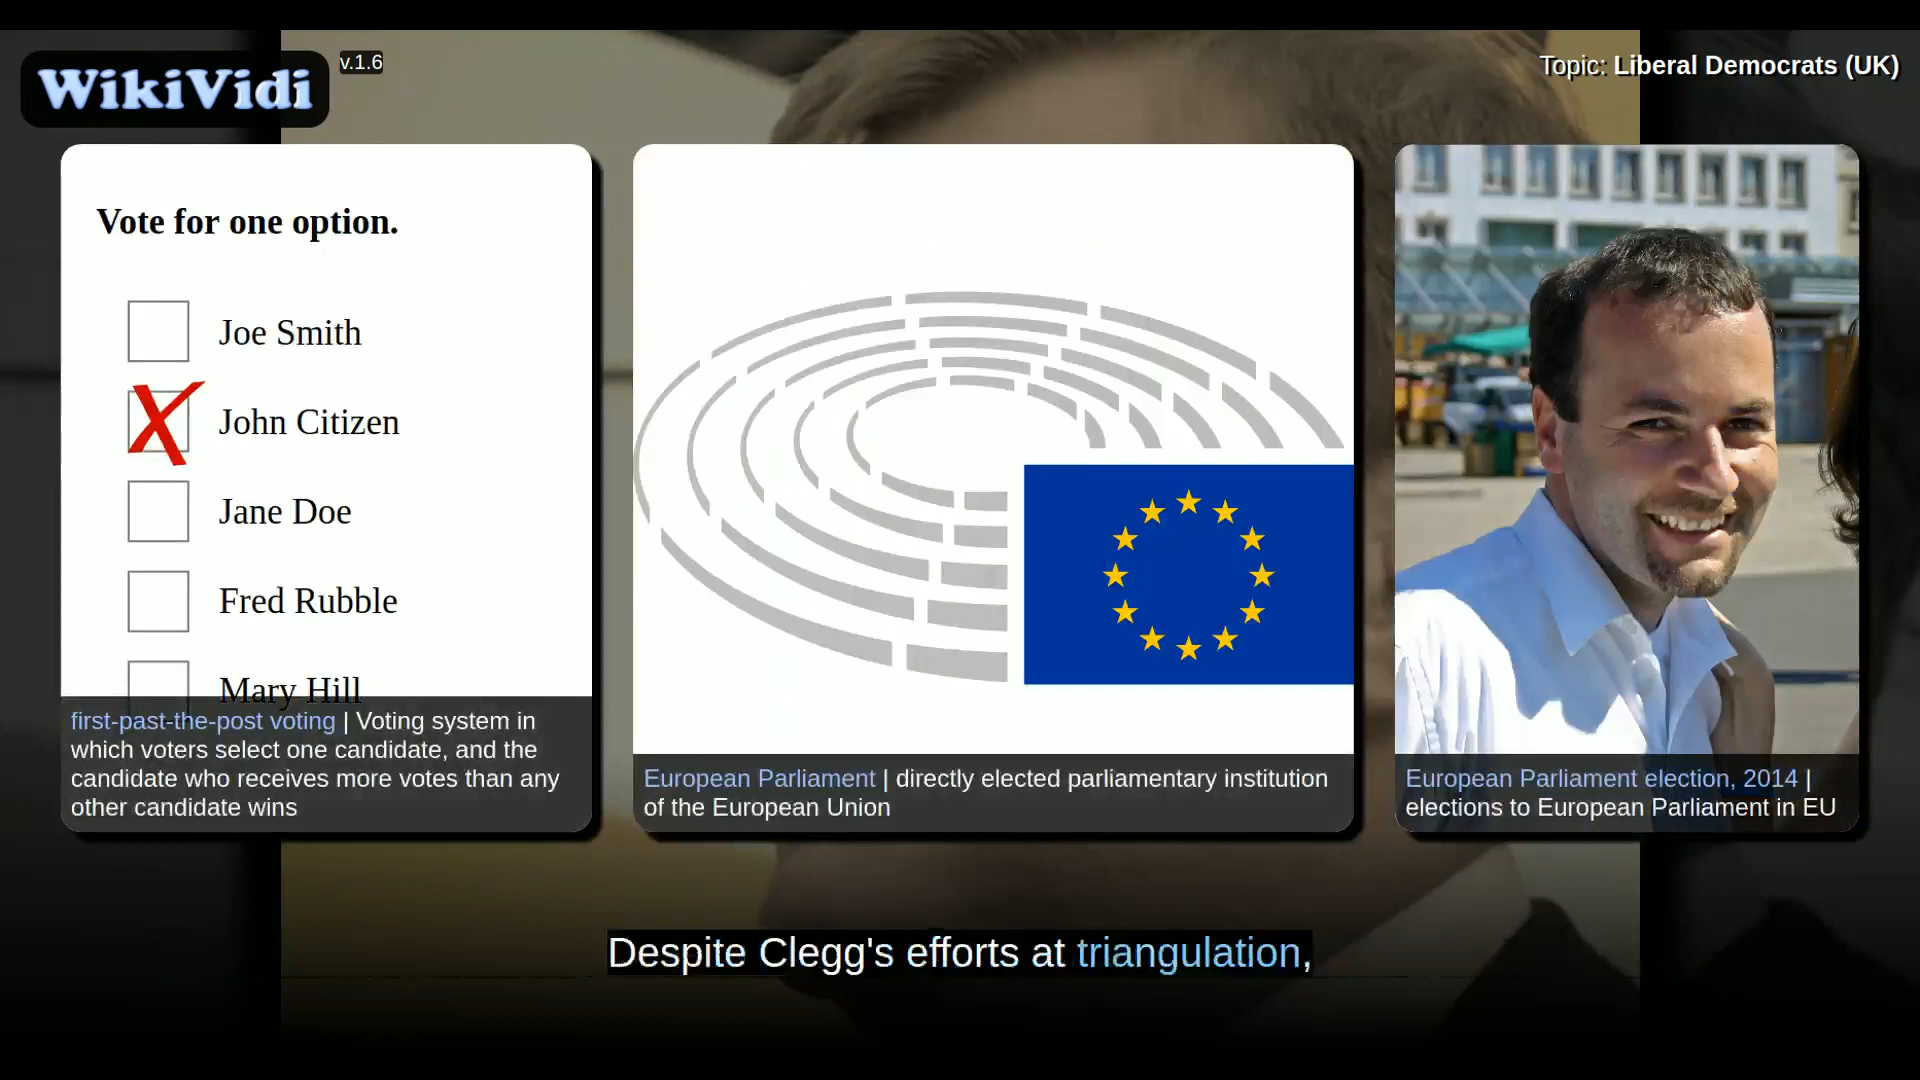 WikiVidi
v.1.6
Topic: Liberal Democrats (UK)
Vote for one option.
Joe Smith
John Citizen
Jane Doe
Fred Rubble
Mary Hill
first-past-the-post voting | Voting system in
which voters select one candidate, and the
candidate who receives more votes than any
other candidate wins
European Parliament | directly elected parliamentary institution
of the European Union
European Parliament election, 2014 |
elections to European Parliament in EU
Despite Clegg's efforts at triangulation,